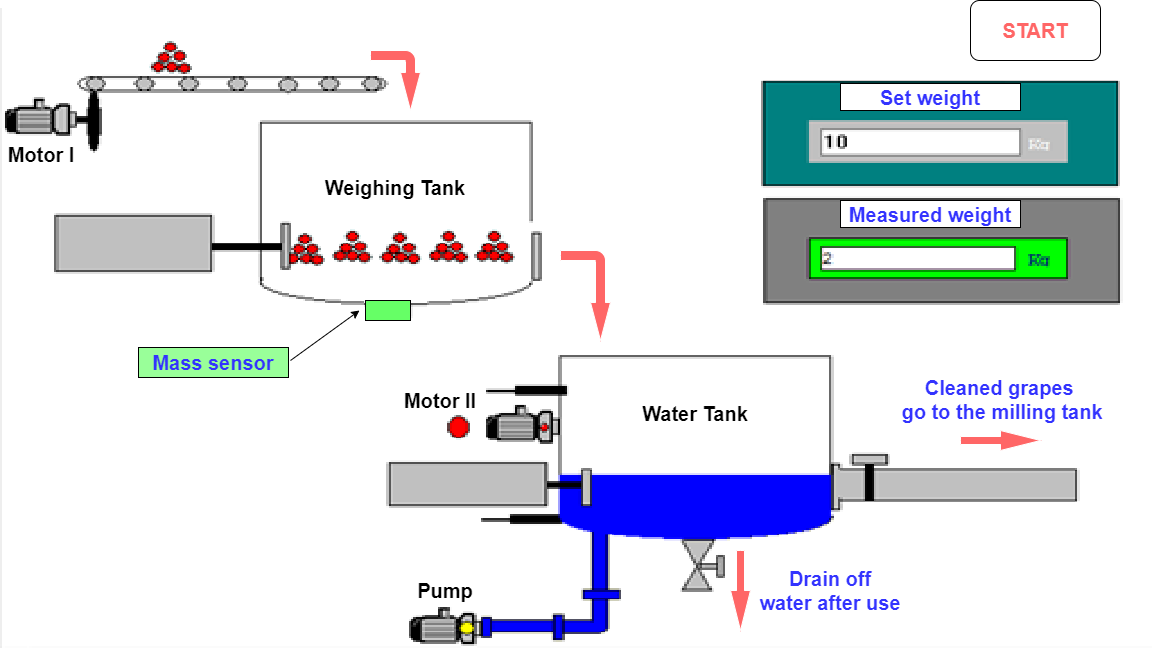 START
Set weight
10 Kg
Motor I
Weighing Tank
Measured weight
2 Kg
Mass sensor
Motor II
Water Tank
Cleaned grapes
go to the milling tank
Pump
Drain off
water after use